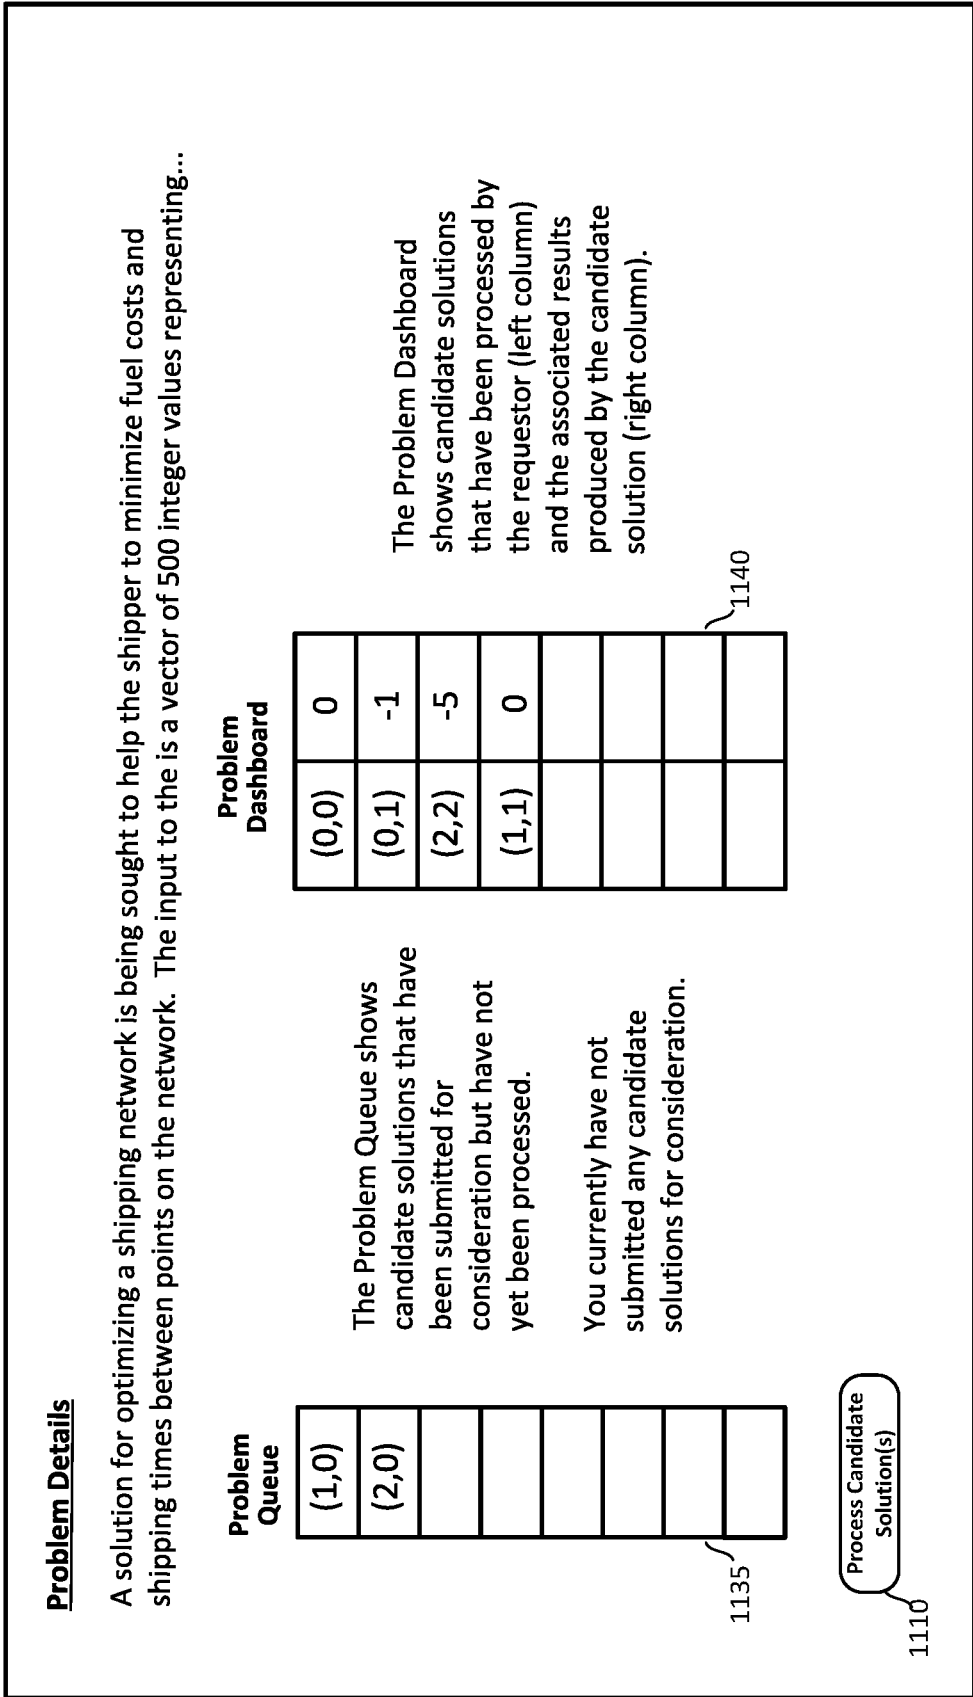 Problem Details
A solution for optimizing a shipping network is being sought to help the shipper to minimize fuel costs and
shipping times between points on the network. The input to the is a vector of 500 integer values representing...
Problem
Queue
(1,0)
(2,0)
1135
The Problem Queue shows
candidate solutions that have
been submitted for
consideration but have not
yet been processed.
You currently have not
submitted any candidate
solutions for consideration.
Problem
Dashboard
(0,0) 0
(0,1) -1
(2,2) -5
(1,1) 0
1140
The Problem Dashboard
shows candidate solutions
that have been processed by
the requestor (left column)
and the associated results
produced by the candidate
solution (right column).
Process Candidate
Solution(s)
1110